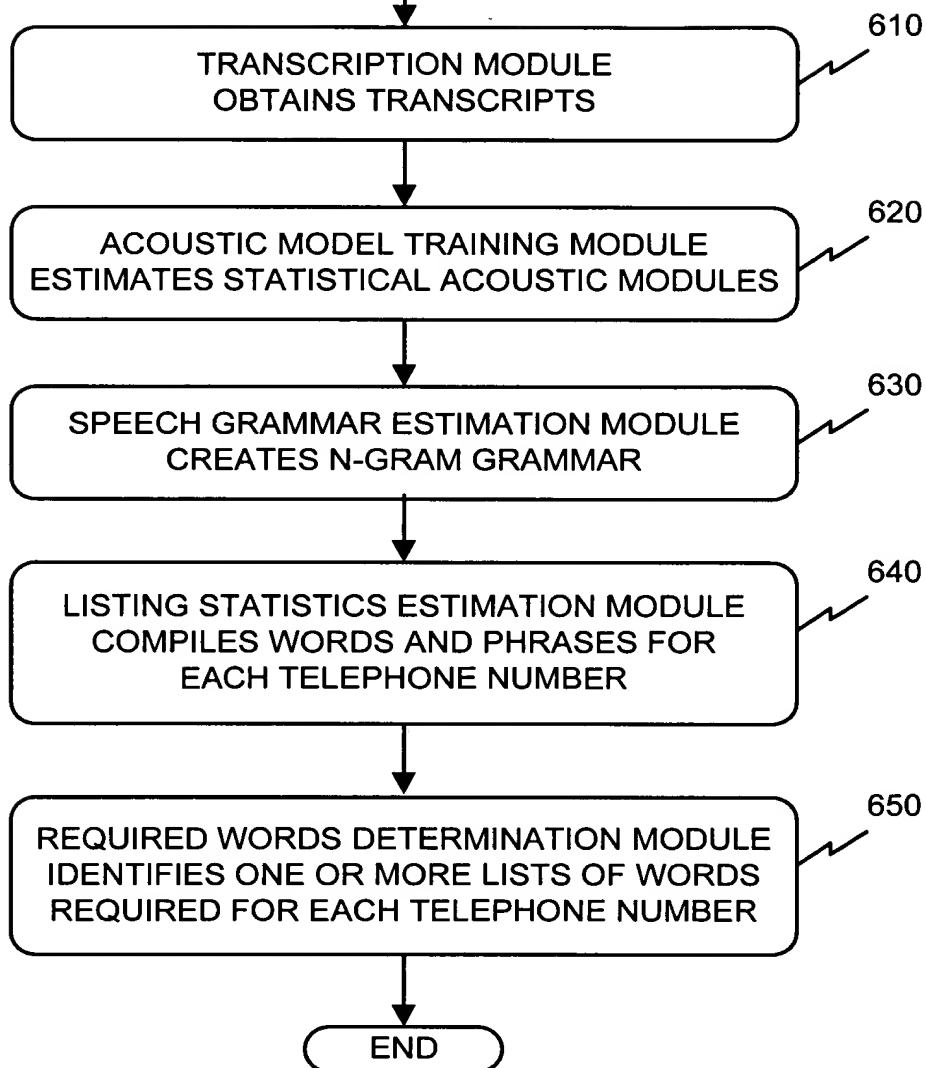 610
TRANSCRIPTION MODULE
OBTAINS TRANSCRIPTS
620
ACOUSTIC MODEL TRAINING MODULE
ESTIMATES STATISTICAL ACOUSTIC MODULES
630
SPEECH GRAMMAR ESTIMATION MODULE
CREATES N-GRAM GRAMMAR
640
LISTING STATISTICS ESTIMATION MODULE
COMPILES WORDS AND PHRASES FOR
EACH TELEPHONE NUMBER
650
REQUIRED WORDS DETERMINATION MODULE
IDENTIFIES ONE OR MORE LISTS OF WORDS
REQUIRED FOR EACH TELEPHONE NUMBER
END